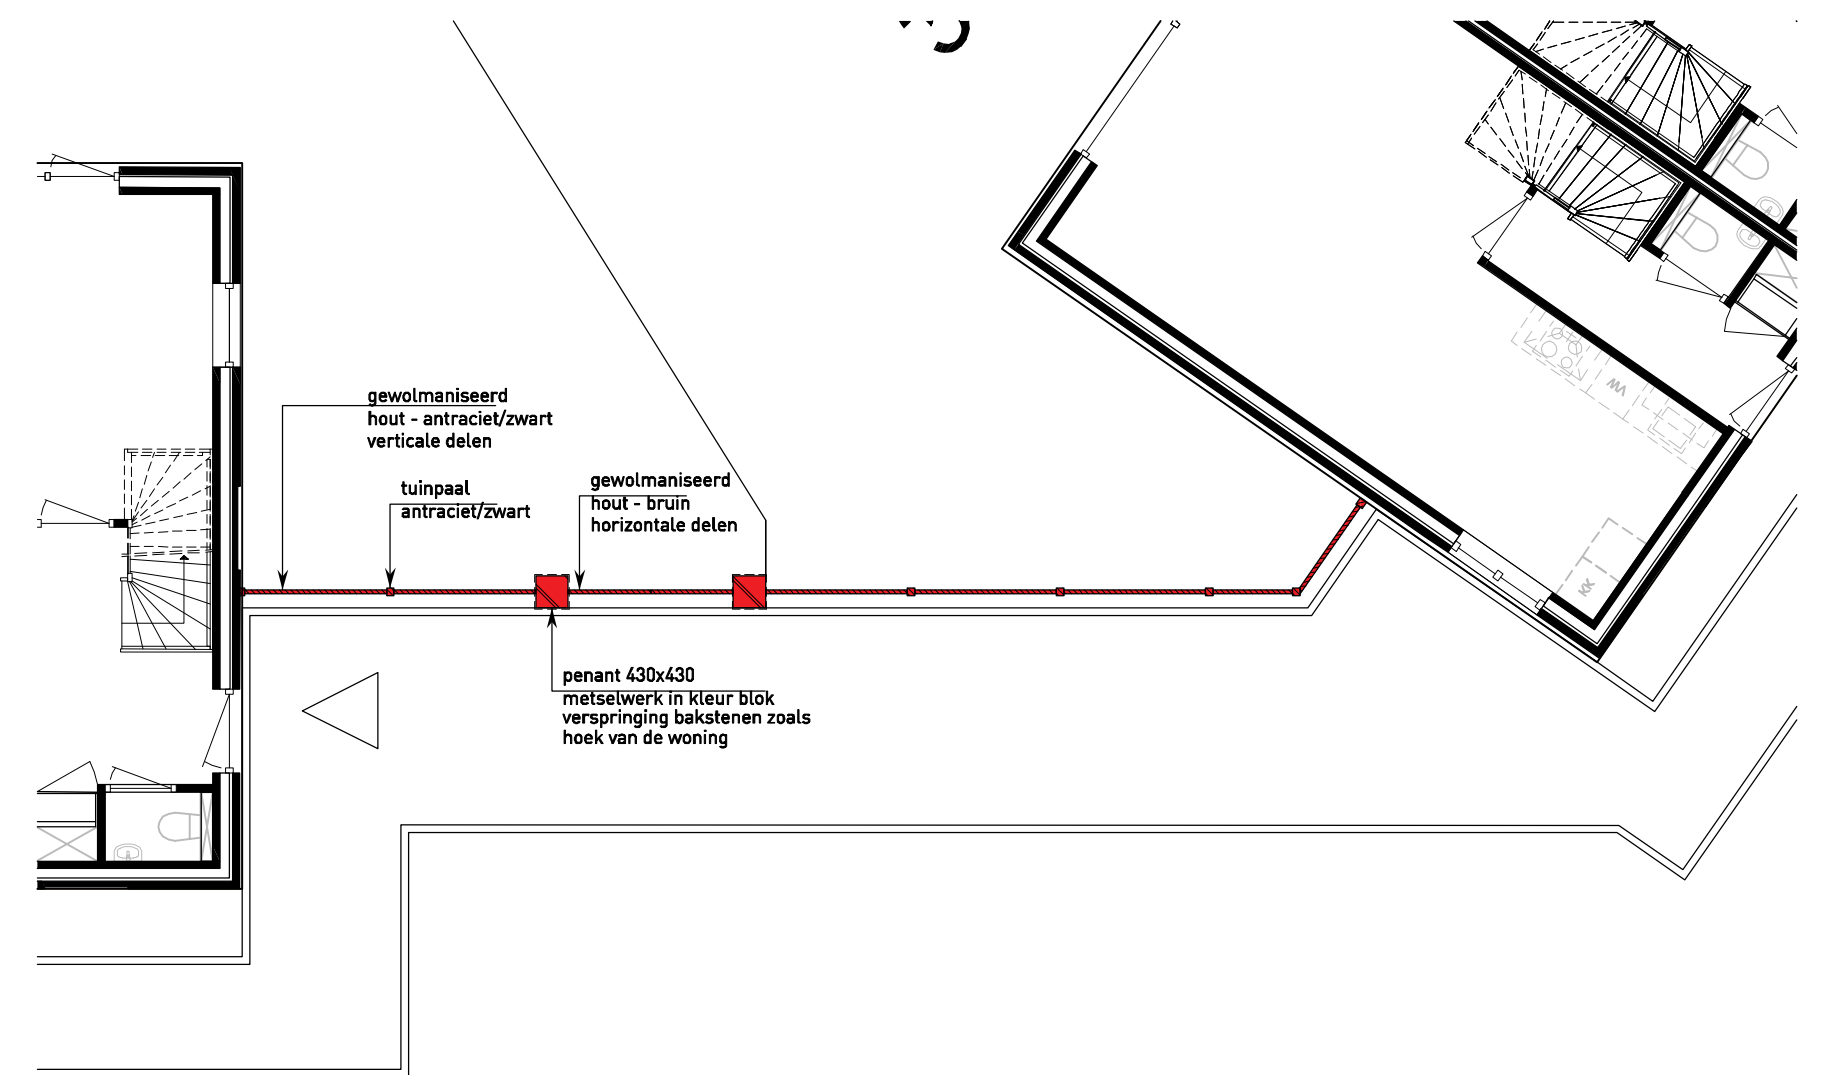 gewolmaniseerd
hout - antraciet/zwart
verticale delen
tuinpaal
antraciet/zwart
gewolmaniseerd
hout - bruin
horizontale delen
penant 430x430
metselwerk in kleur blok
verspringing bakstenen zoals
hoek van de woning
KK